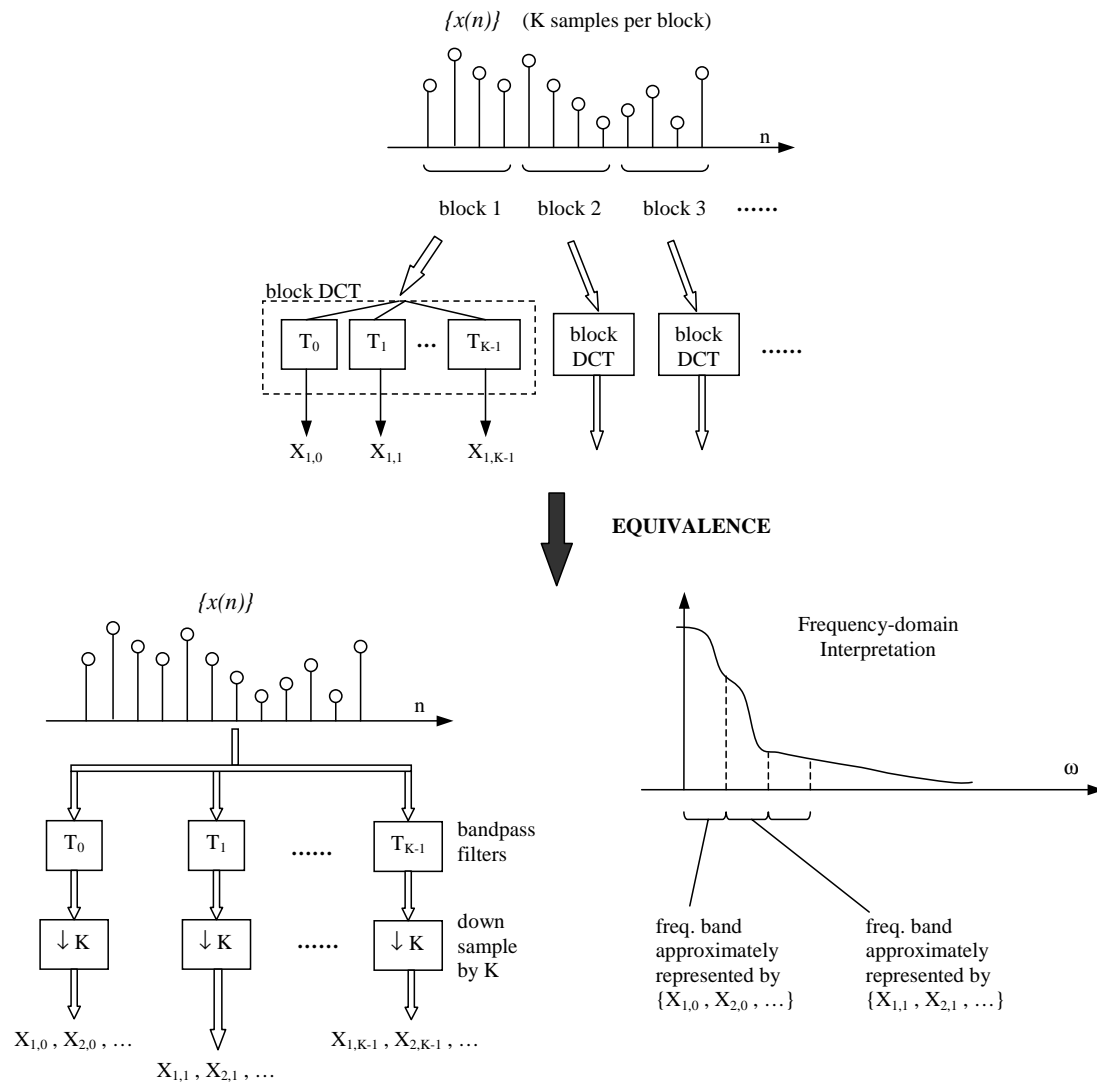 {x(n)} (K samples per block)
n
block 1 block 2 block 3 ......
block DCT
T0 T1 ... TK-1
block DCT
block DCT
......
X1,0 X1,1 X1,K-1
EQUIVALENCE
{x(n)}
n
Frequency-domain
Interpretation
ω
T0 T1 ...... TK-1
bandpass
filters
↓ K ↓ K ...... ↓ K
down
sample
by K
X1,0 , X2,0 , …
X1,1 , X2,1 , …
X1,K-1 , X2,K-1 , …
freq. band
approximately
represented by
{X1,0 , X2,0 , …}
freq. band
approximately
represented by
{X1,1 , X2,1 , …}